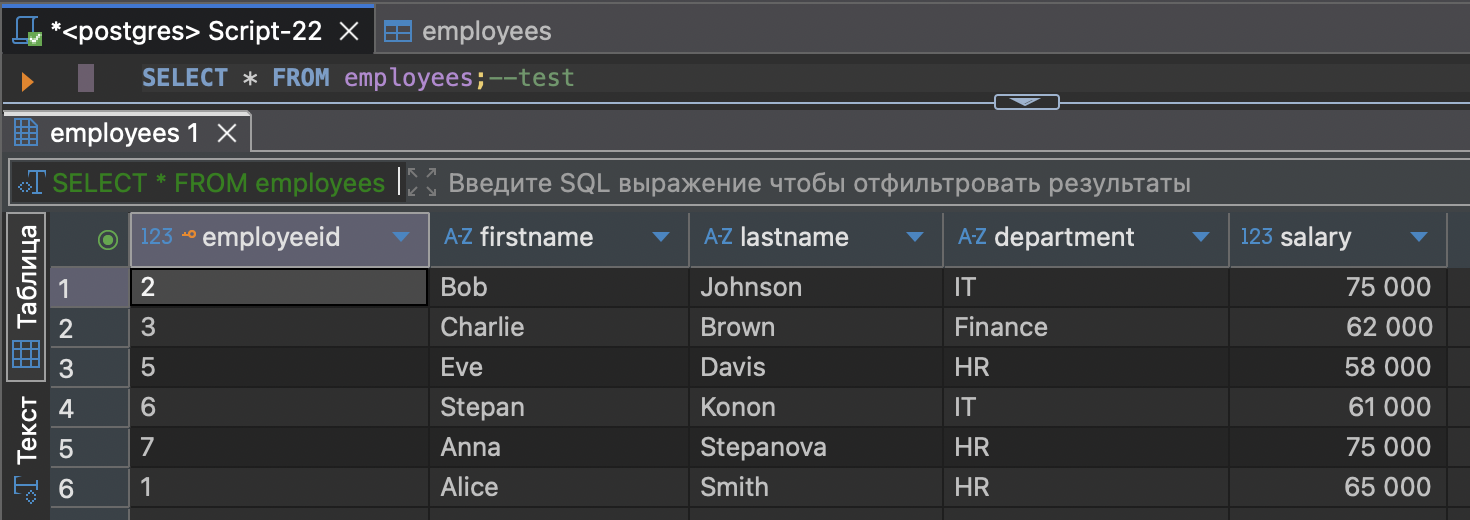 *<postgres> Script-22 employees
SELECT * FROM employees;--test
employees 1
SELECT * FROM employees Введите SQL выражение чтобы отфильтровать результаты
Таблица
Текст
123 employeeid A-Z firstname A-Z lastname A-Z department 123 salary
1 2 Bob Johnson IT 75 000
2 3 Charlie Brown Finance 62 000
3 5 Eve Davis HR 58 000
4 6 Stepan Konon IT 61 000
5 7 Anna Stepanova HR 75 000
6 1 Alice Smith HR 65 000